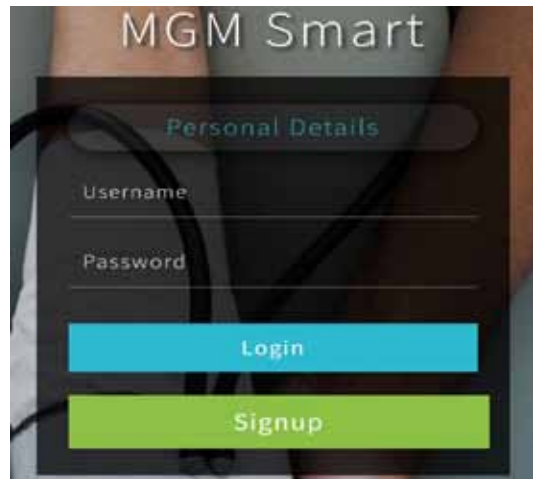 MGM Smart
Personal Details
Username
Password
Login
Signup